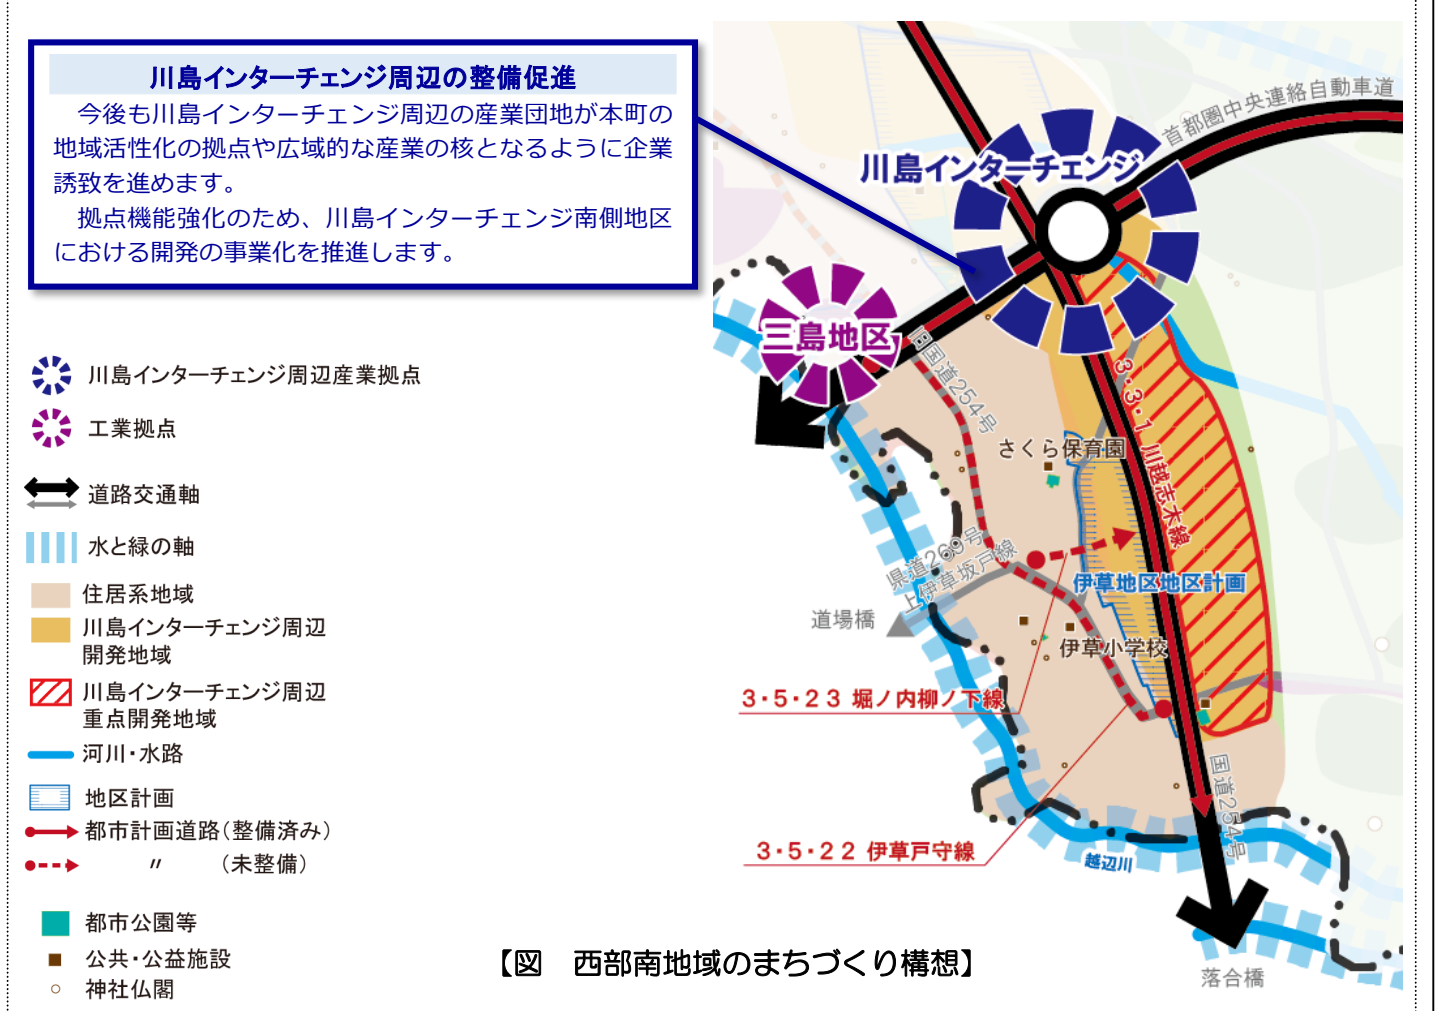 川島インターチェンジ周辺の整備促進
今後も川島インターチェンジ周辺の産業団地が本町の
地域活性化の拠点や広域的な産業の核となるように企業
誘致を進めます。
拠点機能強化のため、川島インターチェンジ南側地区
における開発の事業化を推進します。
川島インターチェンジ周辺産業拠点
工業拠点
道路交通軸
水と緑の軸
住居系地域
川島インターチェンジ周辺
開発地域
川島インターチェンジ周辺
重点開発地域
河川・水路
地区計画
都市計画道路(整備済み)
〃 (未整備)
都市公園等
公共・公益施設
神社仏閣
首都圏中央連絡自動車道
川島インターチェンジ
三島地区
旧国道254号
3・3・1 川越志木線
さくら保育園
県道269号
上伊草坂戸線
伊草地区地区計画
道場橋
伊草小学校
3・5・23 堀ノ内柳ノ下線
国道254号
3・5・22 伊草戸守線
越辺川
落合橋
【図 西部南地域のまちづくり構想】